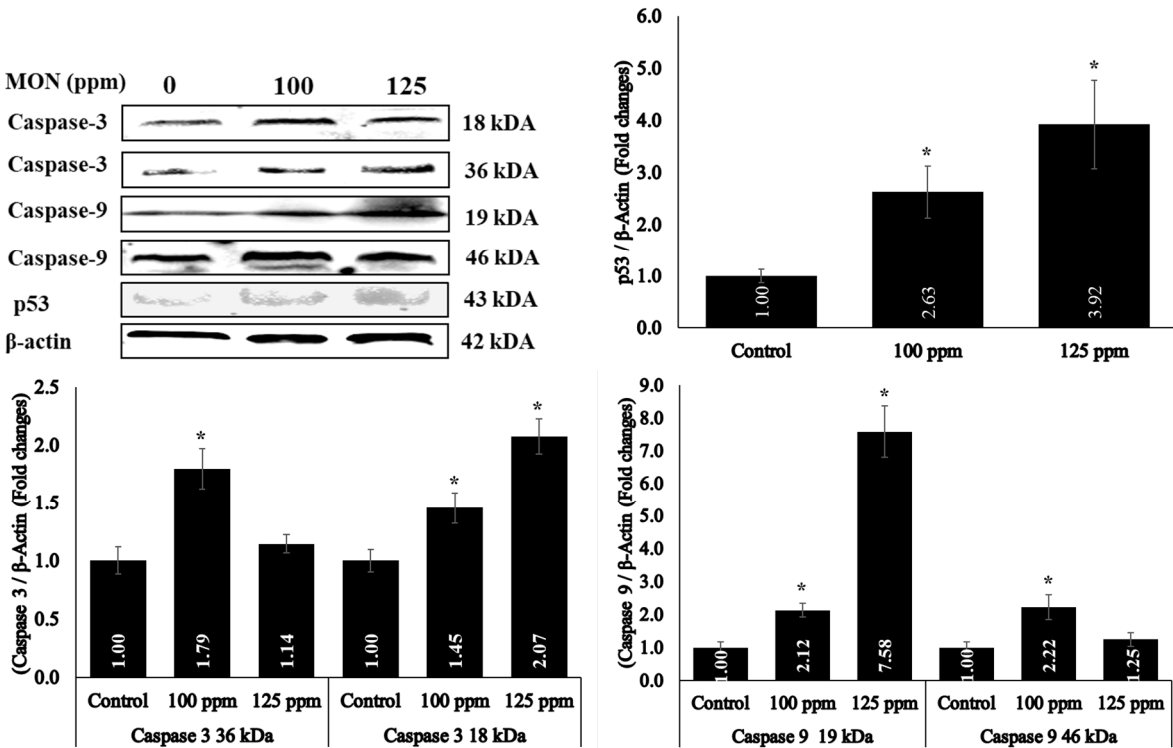 MON (ppm) 0 100 125
Caspase-3 18 kDA
Caspase-3 36 kDA
Caspase-9 19 kDA
Caspase-9 46 kDA
p53 43 kDA
β-actin 42 kDA
p53 / β-Actin (Fold changes)
6.0
5.0
4.0
3.0
2.0
1.0
0.0
* *
1.00 2.63 3.92
Control 100 ppm 125 ppm
(Caspase 3 / β-Actin (Fold changes)
2.5
2.0
1.5
1.0
0.5
0.0
* * *
1.00 1.79 1.14 1.00 1.45 2.07
Control 100 ppm 125 ppm Control 100 ppm 125 ppm
Caspase 3 36 kDa Caspase 3 18 kDa
(Caspase 9 / β-Actin (Fold changes)
9.0
8.0
7.0
6.0
5.0
4.0
3.0
2.0
1.0
0.0
* * *
1.00 2.12 7.58 1.00 2.22 1.25
Control 100 ppm 125 ppm Control 100 ppm 125 ppm
Caspase 9 19 kDa Caspase 9 46 kDa